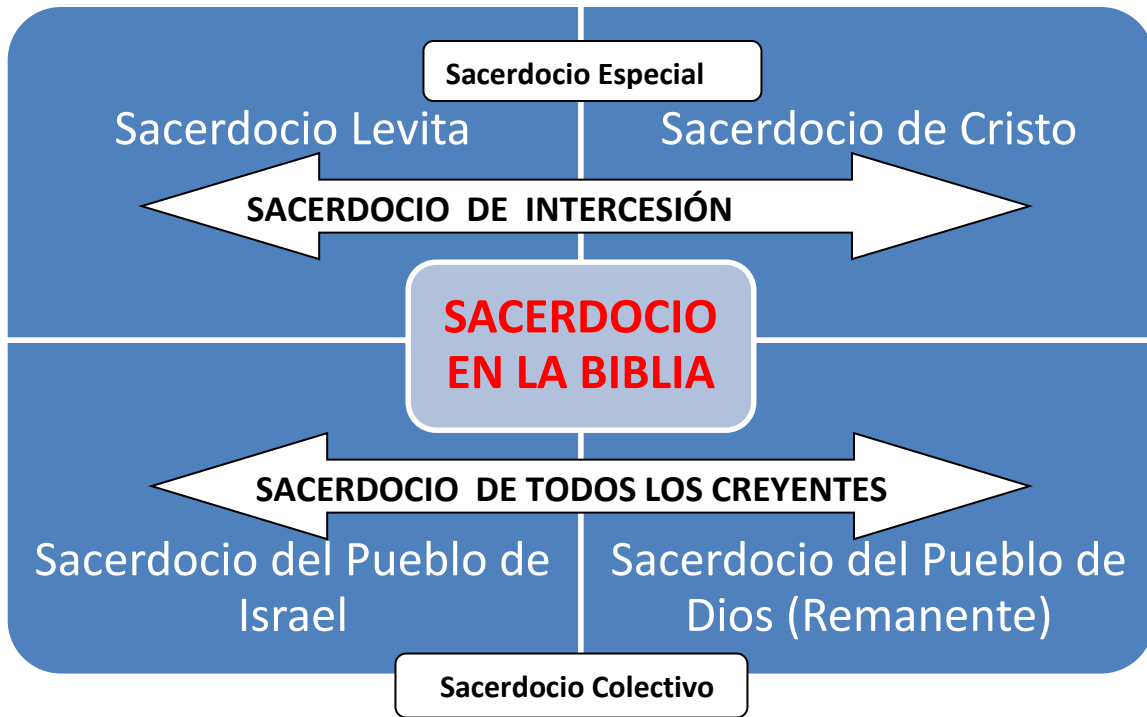 Sacerdocio Especial
Sacerdocio Levita
Sacerdocio de Cristo
SACERDOCIO DE INTERCESIÓN
SACERDOCIO
EN LA BIBLIA
SACERDOCIO DE TODOS LOS CREYENTES
Sacerdocio del Pueblo de
Israel
Sacerdocio del Pueblo de
Dios (Remanente)
Sacerdocio Colectivo